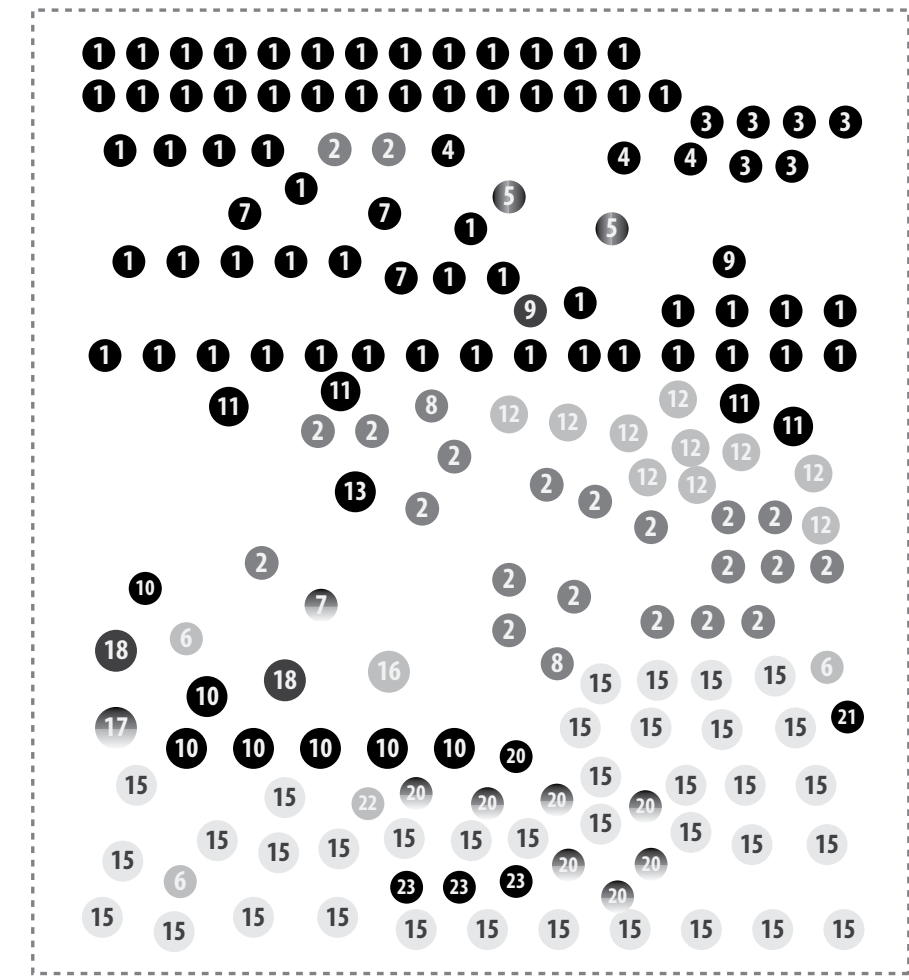 1 1 1 1 1 1 1 1 1 1 1 1 1
1 1 1 1 1 1 1 1 1 1 1 1 1 1
3 3 3 3
1 1 1 1 2 2 4 4 4 3 3
1 5
7 7 1 5
1 1 1 1 1 7 1 1 9
9 1 1 1 1 1
1 1 1 1 1 1 1 1 1 1 1 1 1 1 1
11 11 8 12 12 12 11
2 2 12 11
2 12 12
13 2 12 12 12
2 2
2 2 2 12
2 2 2 2
10 2 2
7
2 2 2 2
18 6
18 16 8 15 15 15 15 6
10
17 15 15 15 15 21
10 10 10 10 10 20
15 15 22 20 20 20 15 20 15 15 15
15 15 15 15 15 15 15 15 15 15
15 20 20
6 23 23 23 20
15 15 15 15 15 15 15 15 15 15 15